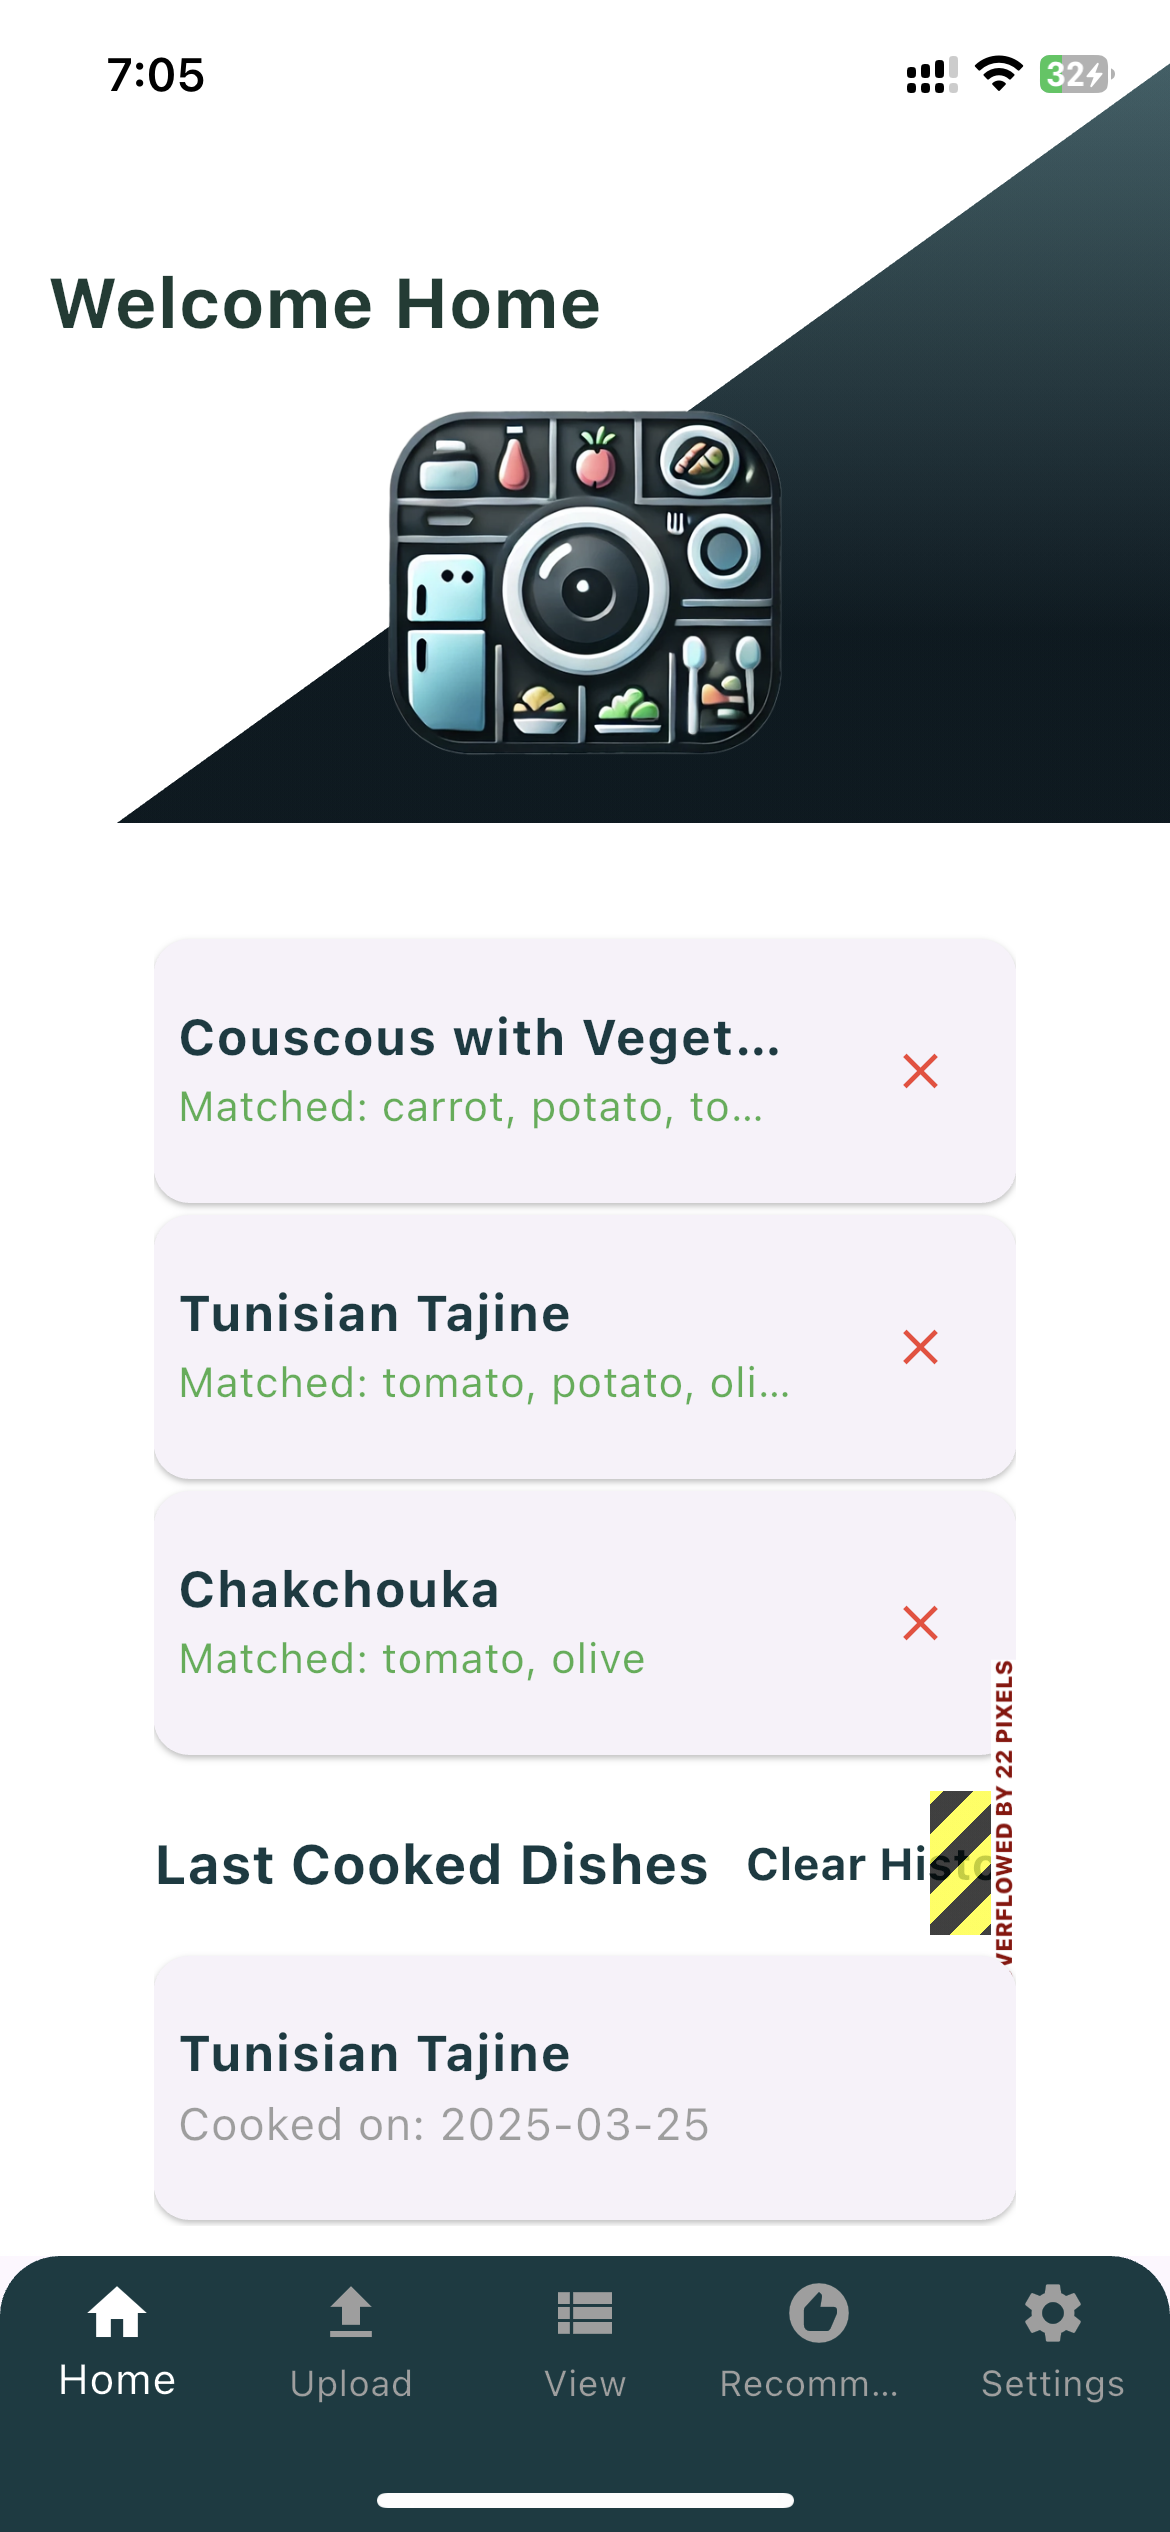 7:05
32
Welcome Home
Couscous with Veget...
Matched: carrot, potato, to...
Tunisian Tajine
Matched: tomato, potato, oli...
Chakchouka
Matched: tomato, olive
VERFLOWED BY 22 PIXELS
Last Cooked Dishes
Clear Histo
Tunisian Tajine
Cooked on: 2025-03-25
Home
Upload
View
Recomm...
Settings